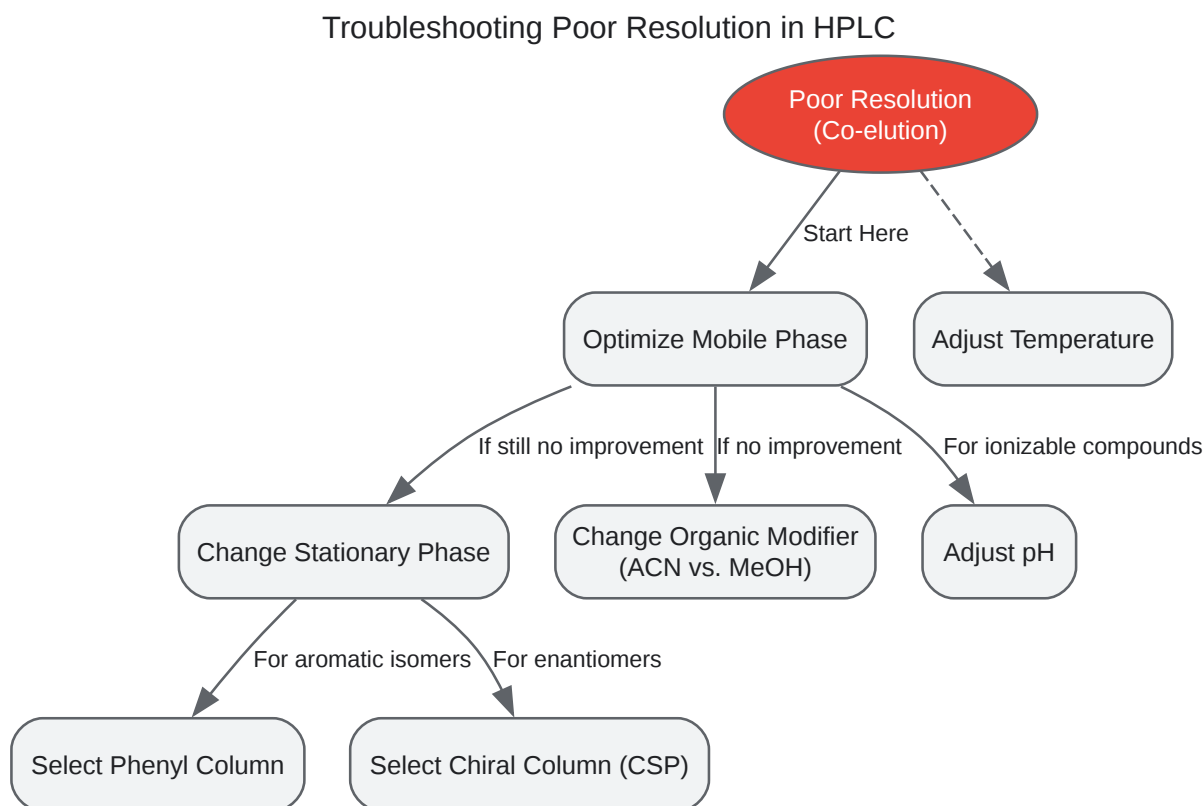 Troubleshooting Poor Resolution in HPLC
Poor Resolution
(Co-elution)
Start Here
Optimize Mobile Phase
Adjust Temperature
If still no improvement
If no improvement
For ionizable compounds
Change Stationary Phase
Change Organic Modifier
(ACN vs. MeOH)
Adjust pH
For aromatic isomers
For enantiomers
Select Phenyl Column
Select Chiral Column (CSP)